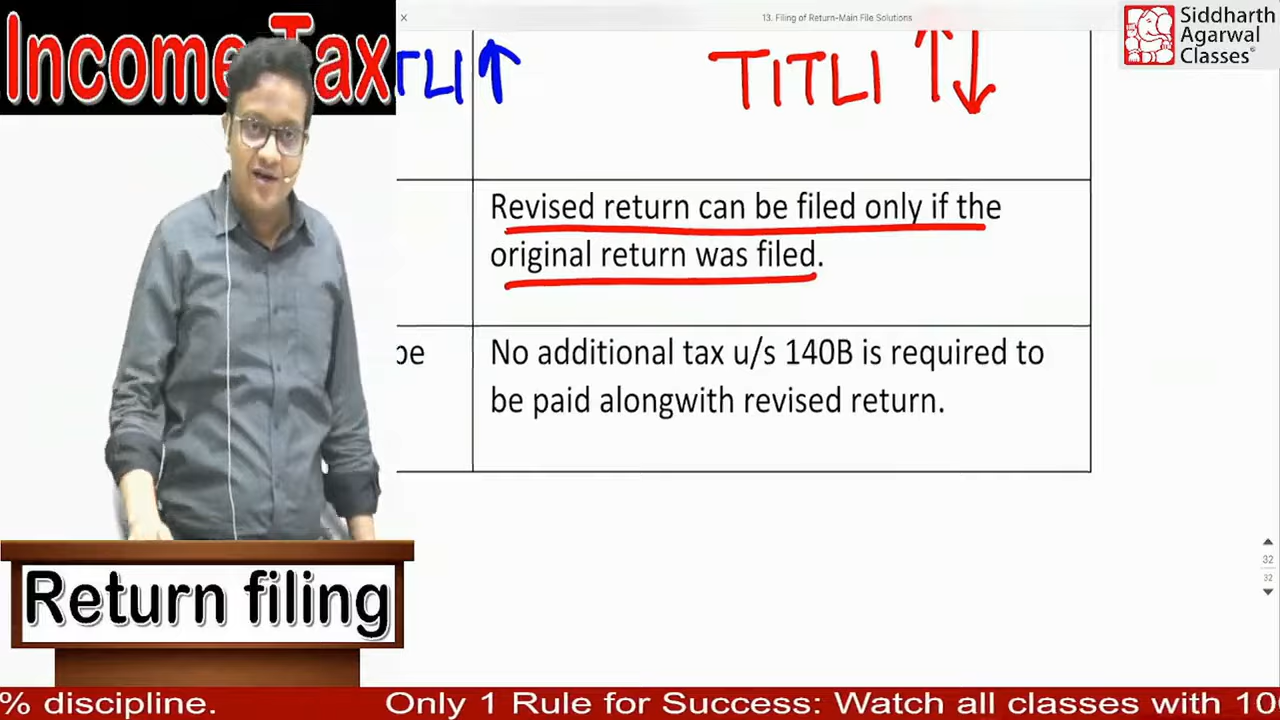 Income Tax
×
13. Filing of Return-Main File Solutions
Siddharth
Agarwal
Classes
TLI ↑
TITLI ↑↓
Revised return can be filed only if the
original return was filed.
be
No additional tax u/s 140B is required to
be paid alongwith revised return.
32
32
Return filing
% discipline.
Only 1 Rule for Success: Watch all classes with 10